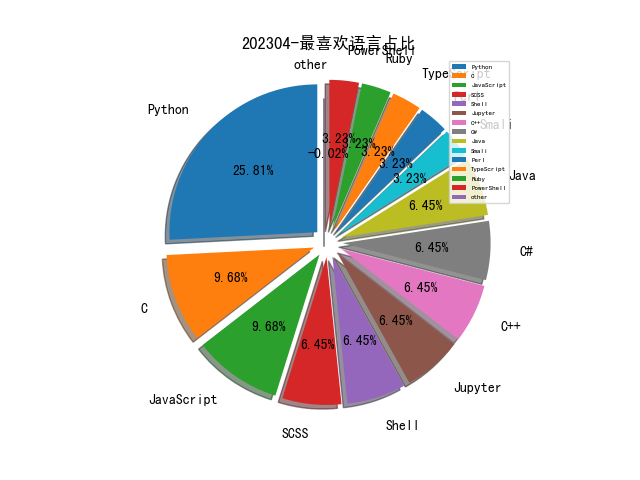 202304-最喜欢语言占比
PowerShell
Ruby
other
TypeScript
Python
Smali
Java
C#
C
C++
JavaScript
Jupyter
Shell
SCSS
25.81%
9.68%
9.68%
6.45%
6.45%
6.45%
6.45%
6.45%
6.45%
3.23%
3.23%
3.23%
3.23%
3.23%
-0.02%
Python
C
JavaScript
SCSS
Shell
Jupyter
C++
C#
Java
Smali
Perl
TypeScript
Ruby
PowerShell
other